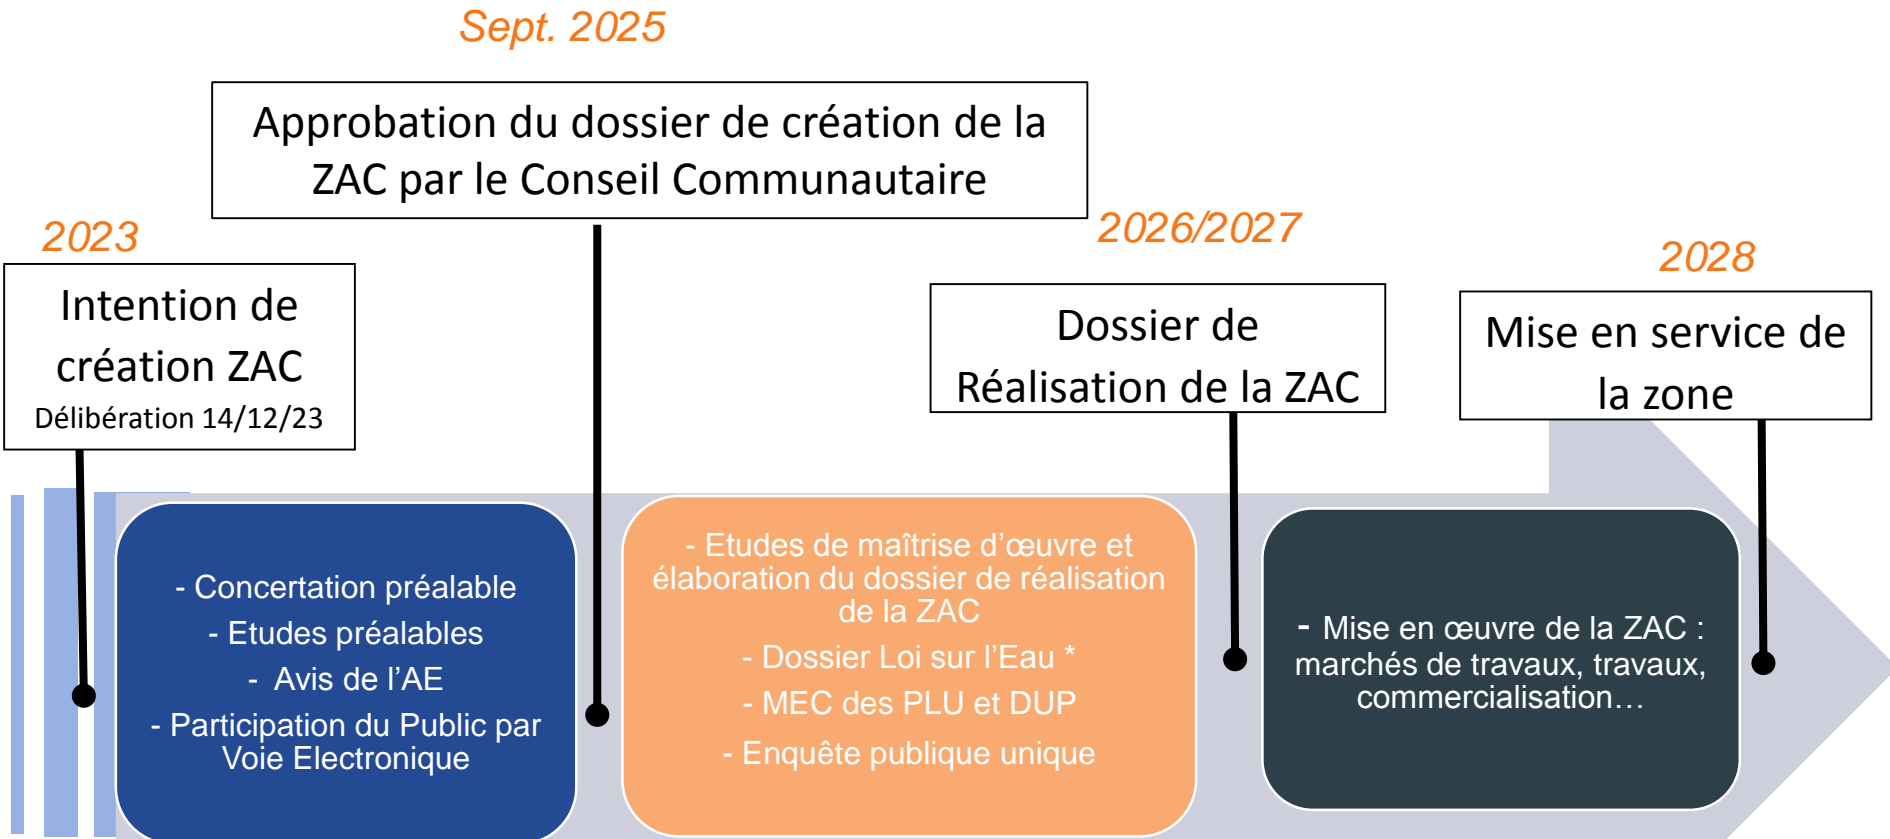 Sept. 2025
Approbation du dossier de création de la
ZAC par le Conseil Communautaire
2023
Intention de
création ZAC
Délibération 14/12/23
2026/2027
Dossier de
Réalisation de la ZAC
2028
Mise en service de
la zone
- Concertation préalable
- Etudes préalables
- Avis de l’AE
- Participation du Public par
Voie Electronique
- Etudes de maîtrise d’œuvre et
élaboration du dossier de réalisation
de la ZAC
- Dossier Loi sur l’Eau *
- MEC des PLU et DUP
- Enquête publique unique
- Mise en œuvre de la ZAC :
marchés de travaux, travaux,
commercialisation…